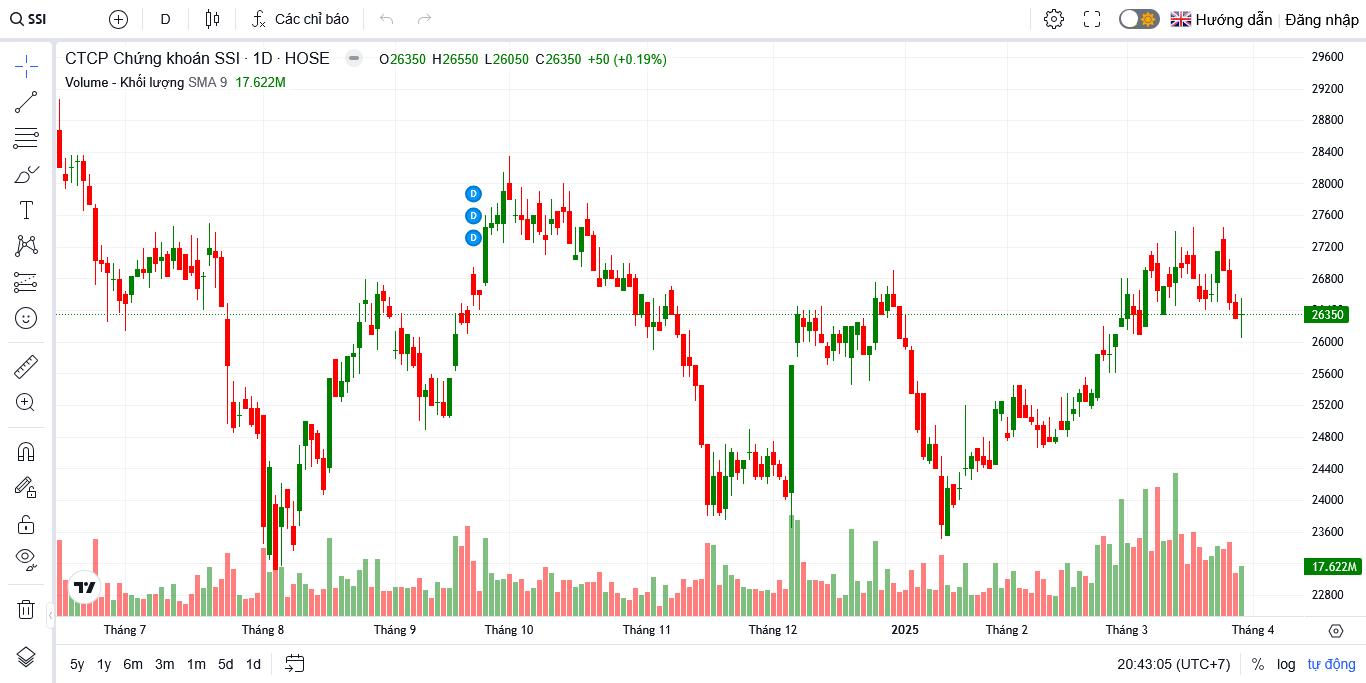 SSI D Các chỉ báo Hướng dẫn Đăng nhập
CTCP Chứng khoán SSI · 1D · HOSE O26350 H26550 L26050 C26350 +50 (+0.19%)
Volume - Khối lượng SMA 9 17.622M
D
D
D
29600
29200
28800
28400
28000
27600
27200
26800
26350
26000
25600
25200
24800
24400
24000
23600
17.622M
22800
Tháng 7 Tháng 8 Tháng 9 Tháng 10 Tháng 11 Tháng 12 2025 Tháng 2 Tháng 3 Tháng 4
5y 1y 6m 3m 1m 5d 1d 20:43:05 (UTC+7) % log tự động